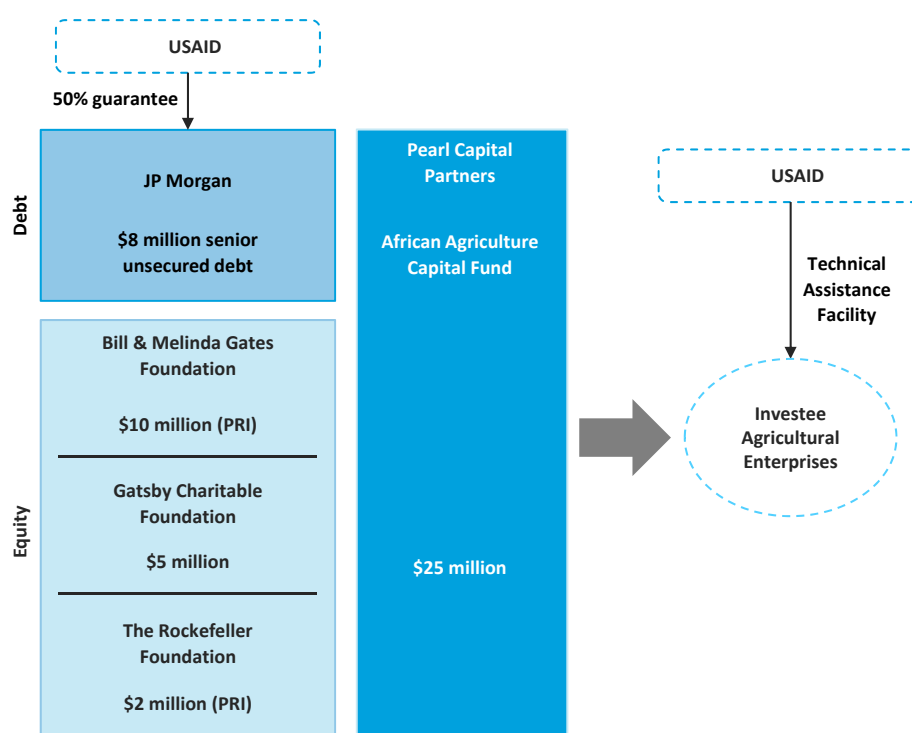 USAID
50% guarantee
Debt
JP Morgan
$8 million senior
unsecured debt
Equity
Bill & Melinda Gates
Foundation
$10 million (PRI)
Gatsby Charitable
Foundation
$5 million
The Rockefeller
Foundation
$2 million (PRI)
Pearl Capital
Partners
African Agriculture
Capital Fund
$25 million
USAID
Technical
Assistance
Facility
Investee
Agricultural
Enterprises